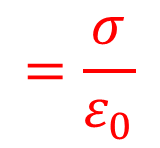 = σ/ε₀